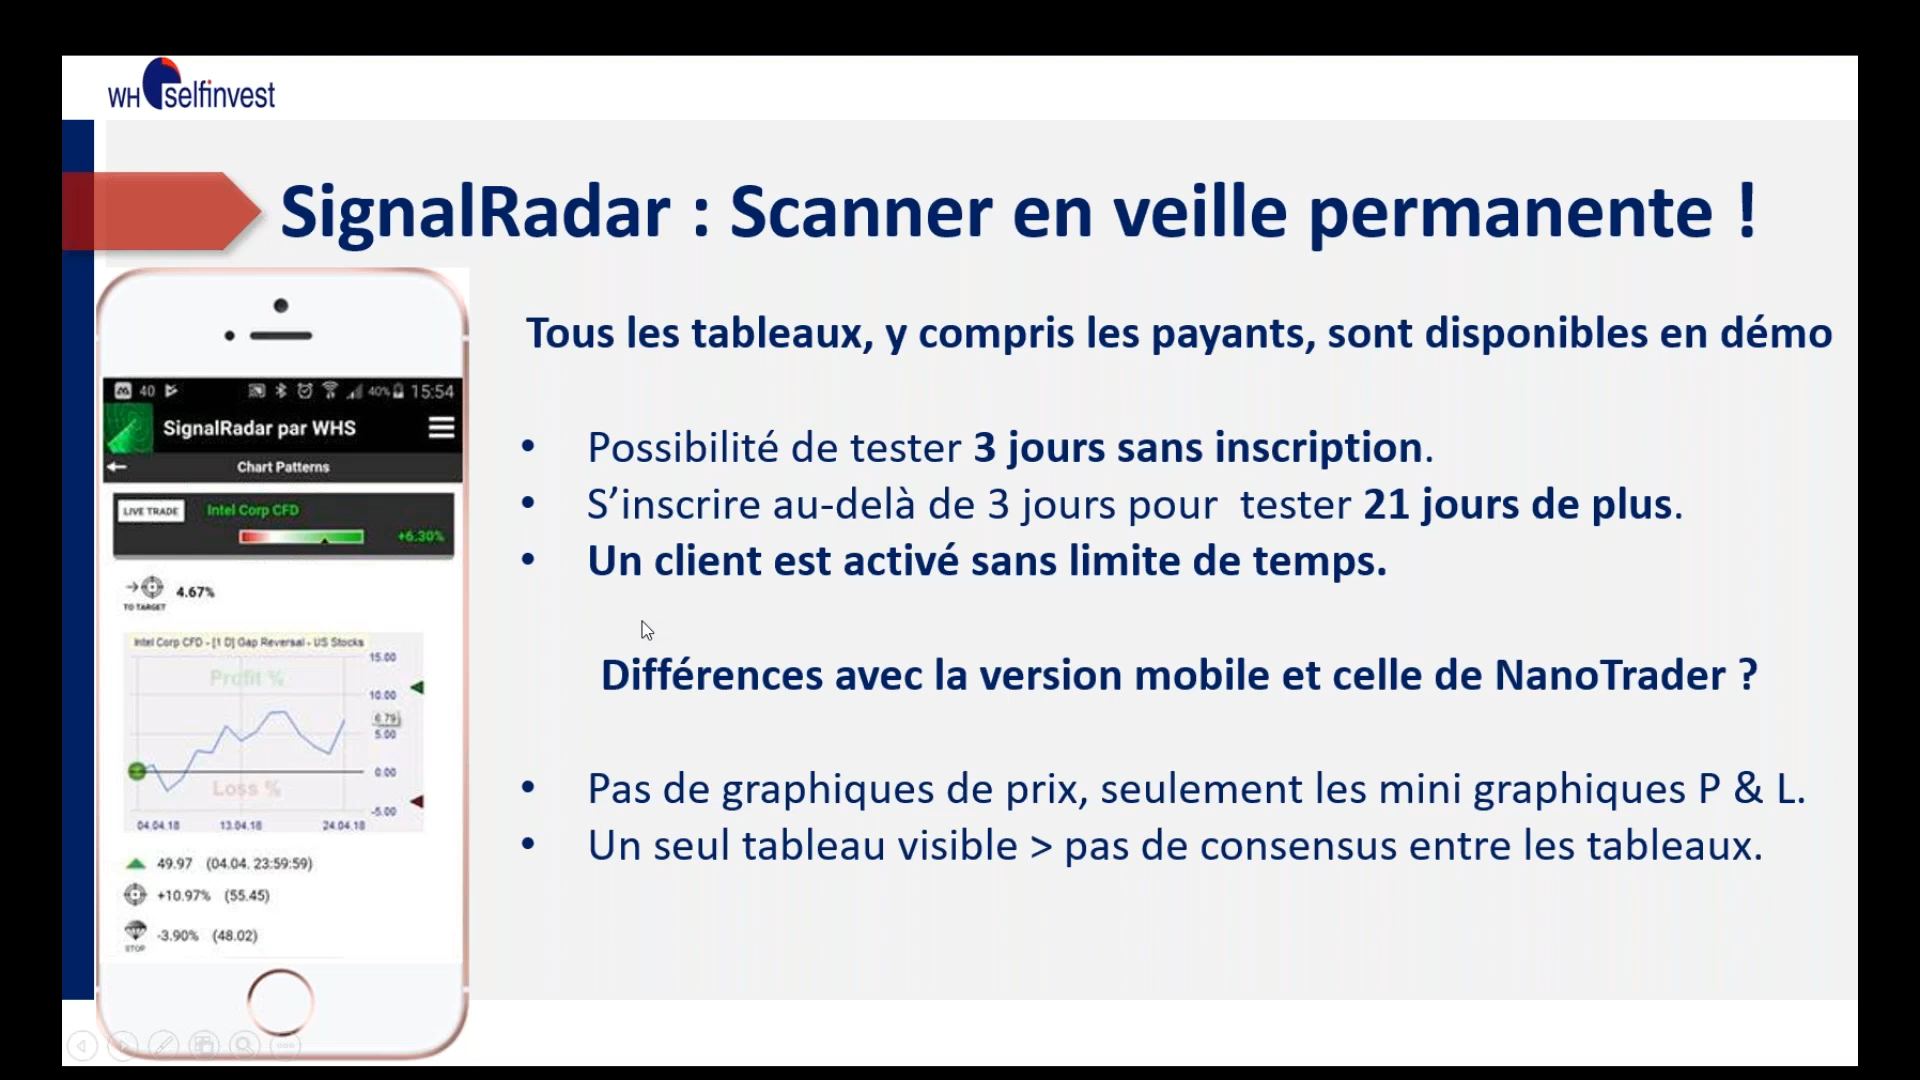 WH selfinvest
SignalRadar : Scanner en veille permanente !
40 40% 15:54
SignalRadar par WHS
Chart Patterns
LIVE TRADE Intel Corp CFD
+6.30%
4.67%
TO TARGET
Intel Corp CFD - [1 D] Gap Reversal - US Stocks
15.00
Profit %
10.00
6.79
5.00
0.00
Loss %
-5.00
04.04.18 13.04.18 24.04.18
49.97 (04.04. 23:59:59)
+10.97% (55.45)
-3.90% (48.02)
STOP
Tous les tableaux, y compris les payants, sont disponibles en démo
• Possibilité de tester 3 jours sans inscription.
• S’inscrire au-delà de 3 jours pour tester 21 jours de plus.
• Un client est activé sans limite de temps.
Différences avec la version mobile et celle de NanoTrader ?
• Pas de graphiques de prix, seulement les mini graphiques P & L.
• Un seul tableau visible > pas de consensus entre les tableaux.